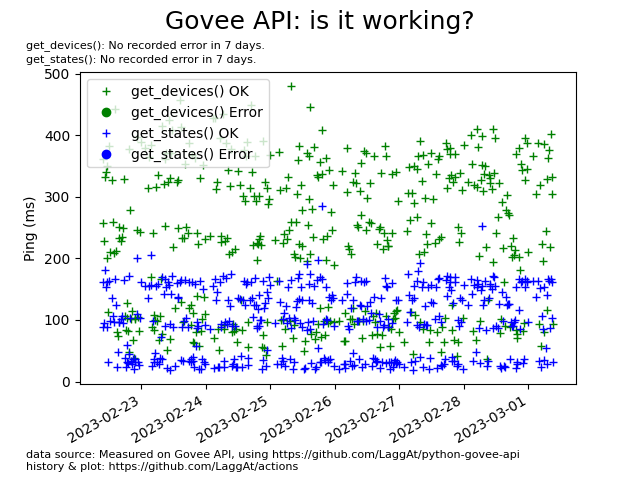 Govee API: is it working?
get_devices(): No recorded error in 7 days.
get_states(): No recorded error in 7 days.
500
400
300
200
100
0
Ping (ms)
get_devices() OK
get_devices() Error
get_states() OK
get_states() Error
2023-02-23
2023-02-24
2023-02-25
2023-02-26
2023-02-27
2023-02-28
2023-03-01
data source: Measured on Govee API, using https://github.com/LaggAt/python-govee-api
history & plot: https://github.com/LaggAt/actions